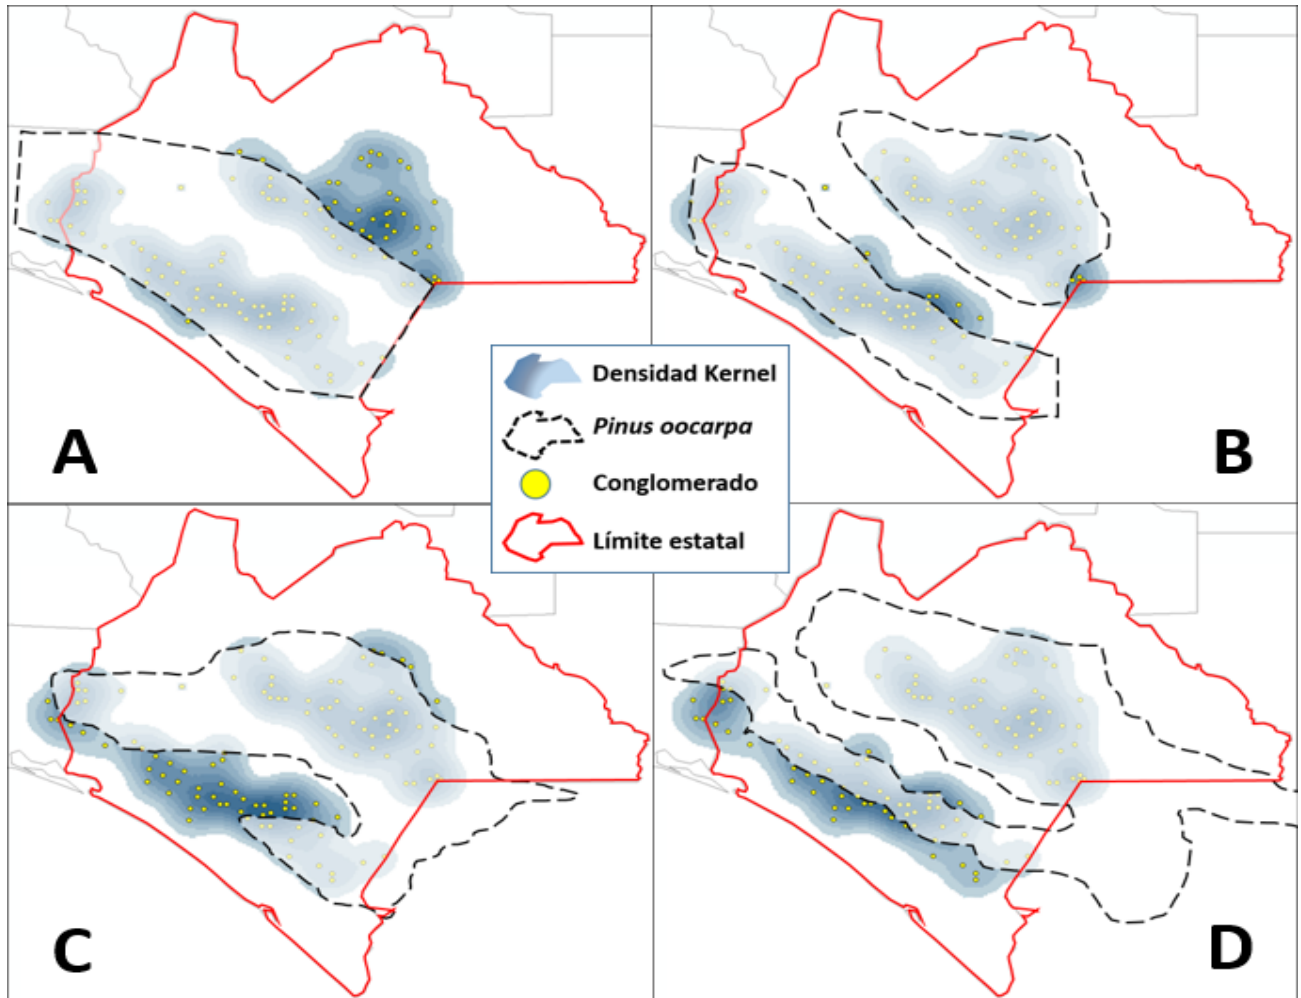 A
B
Densidad Kernel
Pinus oocarpa
Conglomerado
Límite estatal
C
D